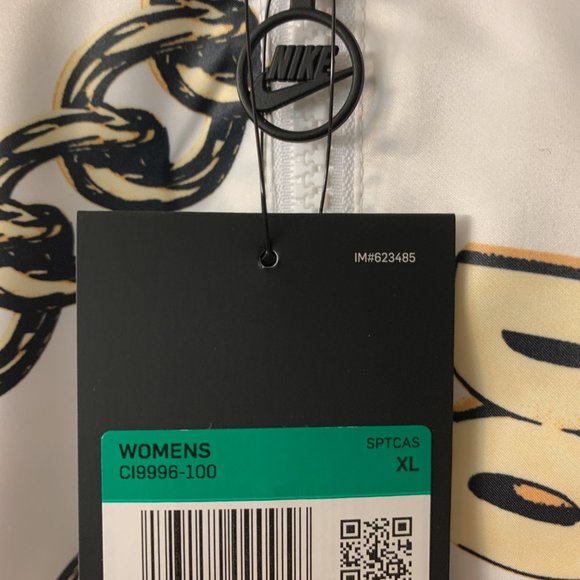 NIKE
IM#623485
WOMENS SPTCAS
CI9996-100 XL